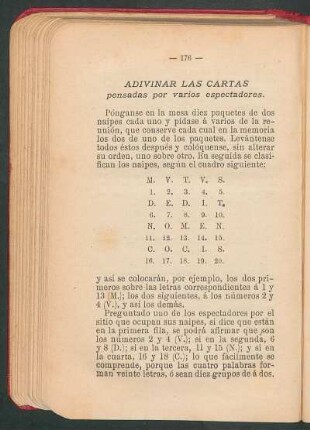 — 176 —
ADIVINAR LAS CARTAS
pensadas por varios espectadores.
Pónganse en la mesa diez paquetes de dos
naipes cada uno y pídase á varios de la re-
unión, que conserve cada cual en la memoria
los dos de uno de los paquetes. Levántense
todos éstos después y colóquense, sin alterar
su orden, uno sobre otro. En seguida se clasi-
fican los naipes, según el cuadro siguiente:
M. V. T. V. S.
1. 2. 3. 4. 5.
D. E. D. I. T.
6. 7. 8. 9. 10.
N. O. M. E. N.
11. 12. 13. 14. 15.
C. O. C. I. S.
16. 17. 18. 19. 20.
y así se colocarán, por ejemplo, los dos pri-
meros sobre las letras correspondientes á 1 y
13 (M.); los dos siguientes, á los números 2 y
4 (V.), y así los demás.
Preguntado uno de los espectadores por el
sitio que ocupan sus naipes, si dice que están
en la primera fila, se podrá afirmar que son
los números 2 y 4 (V.); si en la segunda, 6
y 8 (D.); si en la tercera, 11 y 15 (N.); y si en
la cuarta, 16 y 18 (C.); lo que fácilmente se
comprende, porque las cuatro palabras for-
man veinte letras, ó sean diez grupos de á dos.